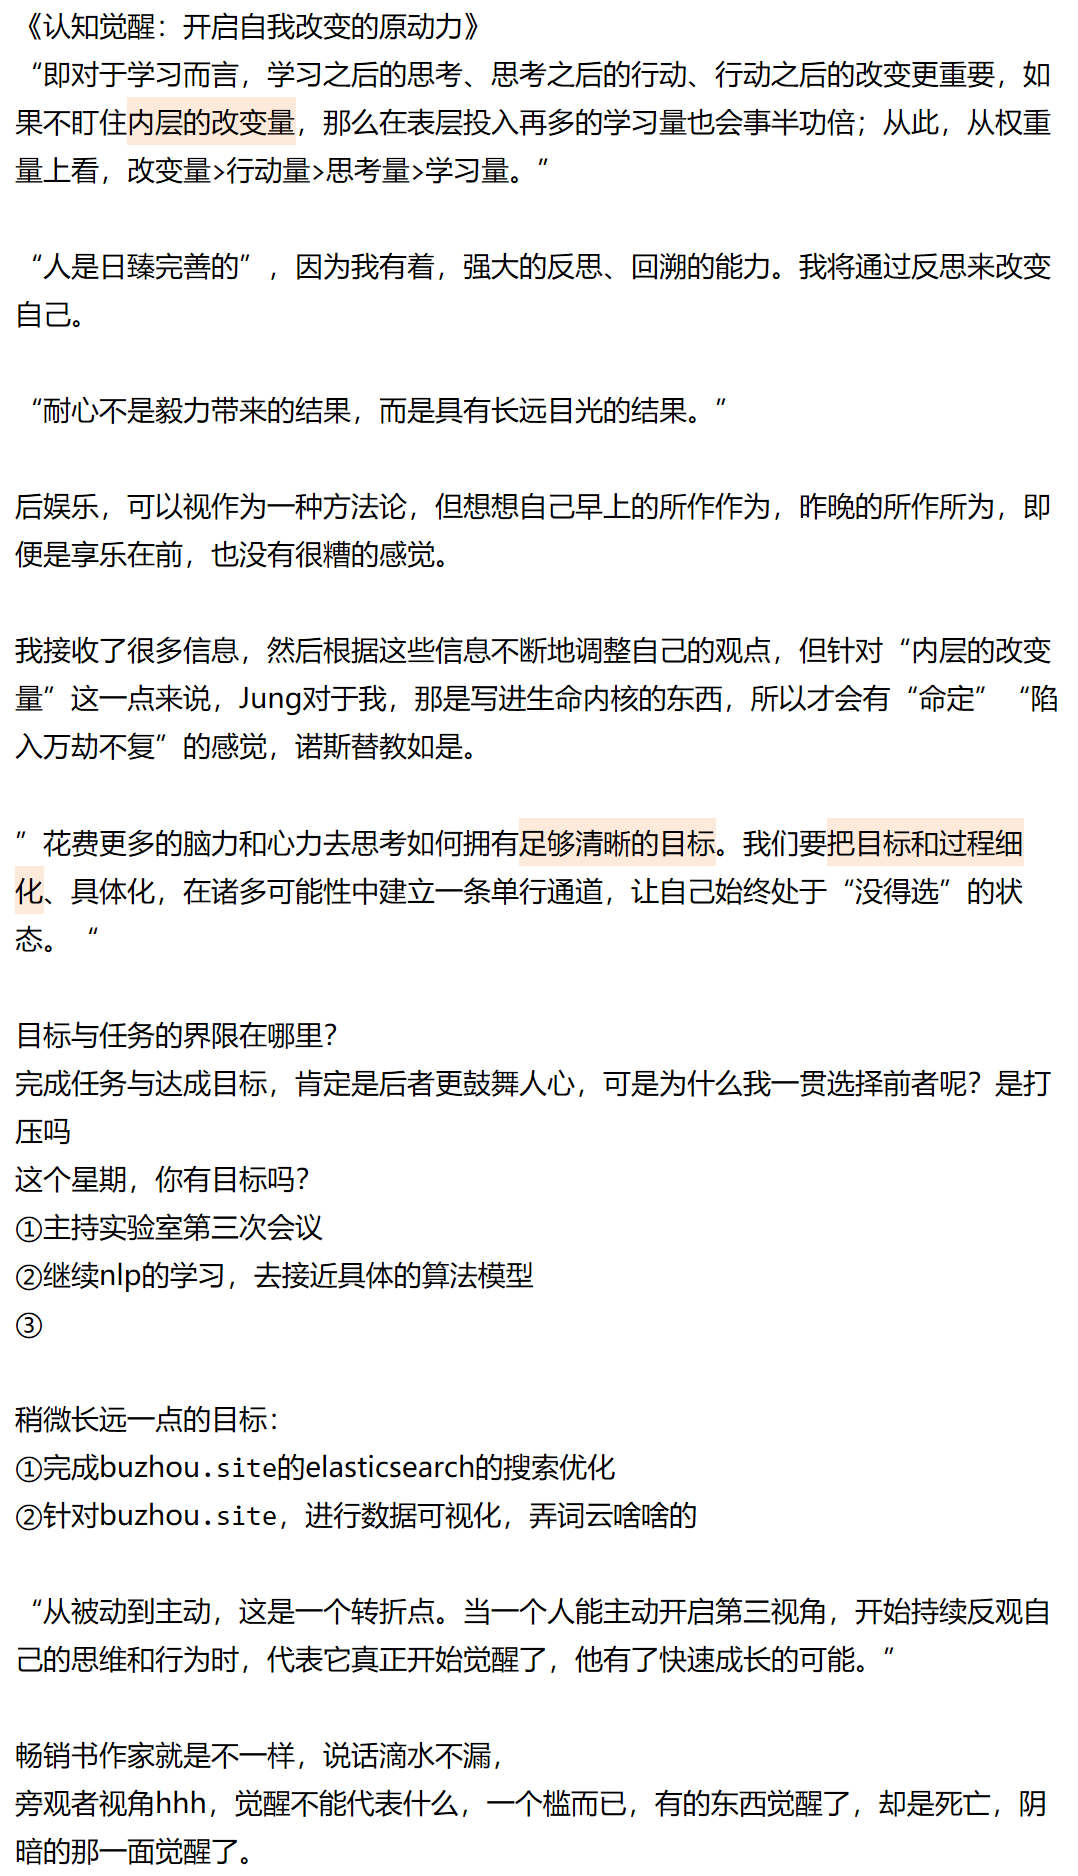 《认知觉醒：开启自我改变的原动力》
“即对于学习而言，学习之后的思考、思考之后的行动、行动之后的改变更重要，如
果不盯住内层的改变量，那么在表层投入再多的学习量也会事半功倍；从此，从权重
量上看，改变量>行动量>思考量>学习量。”
“人是日臻完善的”，因为我有着，强大的反思、回溯的能力。我将通过反思来改变
自己。
“耐心不是毅力带来的结果，而是具有长远目光的结果。”
后娱乐，可以视作为一种方法论，但想想自己早上的所作作为，昨晚的所作所为，即
便是享乐在前，也没有很糟的感觉。
我接收了很多信息，然后根据这些信息不断地调整自己的观点，但针对“内层的改变
量”这一点来说，Jung对于我，那是写进生命内核的东西，所以才会有“命定”“陷
入万劫不复”的感觉，诺斯替教如是。
”花费更多的脑力和心力去思考如何拥有足够清晰的目标。我们要把目标和过程细
化、具体化，在诸多可能性中建立一条单行通道，让自己始终处于“没得选”的状
态。“
目标与任务的界限在哪里？
完成任务与达成目标，肯定是后者更鼓舞人心，可是为什么我一贯选择前者呢？是打
压吗
这个星期，你有目标吗？
①主持实验室第三次会议
②继续nlp的学习，去接近具体的算法模型
③
稍微长远一点的目标：
①完成buzhou.site的elasticsearch的搜索优化
②针对buzhou.site，进行数据可视化，弄词云啥啥的
“从被动到主动，这是一个转折点。当一个人能主动开启第三视角，开始持续反观自
己的思维和行为时，代表它真正开始觉醒了，他有了快速成长的可能。”
畅销书作家就是不一样，说话滴水不漏，
旁观者视角hhh，觉醒不能代表什么，一个槛而已，有的东西觉醒了，却是死亡，阴
暗的那一面觉醒了。